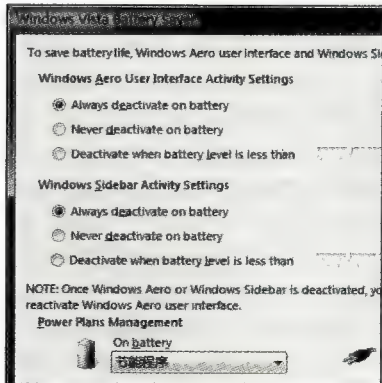 Windows Vista Battery Saver
To save battery life, Windows Aero user interface and Windows Si
Windows Aero User Interface Activity Settings
Always deactivate on battery
Never deactivate on battery
Deactivate when battery level is less than
Windows Sidebar Activity Settings
Always deactivate on battery
Never deactivate on battery
Deactivate when battery level is less than
NOTE: Once Windows Aero or Windows Sidebar is deactivated, yo
reactivate Windows Aero user interface.
Power Plans Management
On battery
节能程序